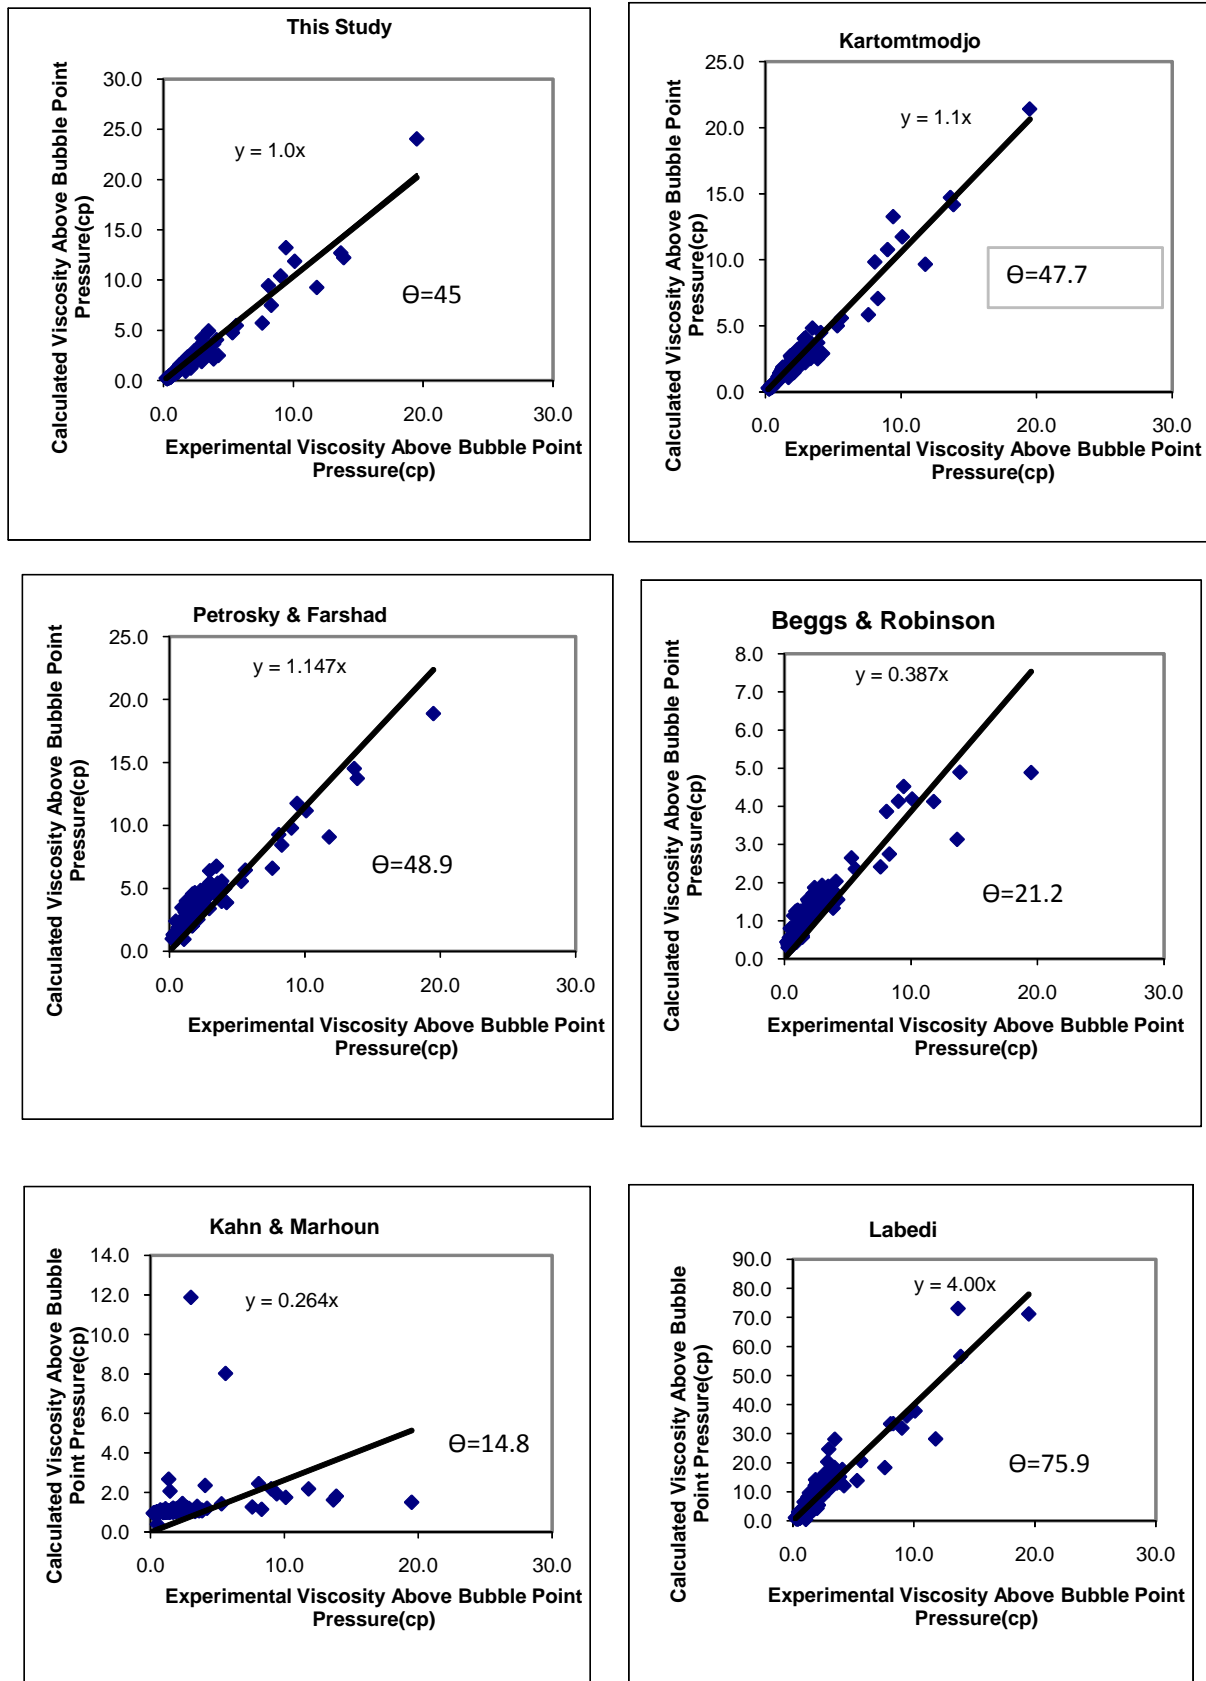 This Study
30.0
25.0
20.0
15.0
10.0
5.0
0.0
0.0 10.0 20.0 30.0
Calculated Viscosity Above Bubble Point
Pressure(cp)
y = 1.0x
Ɵ=45
Experimental Viscosity Above Bubble Point
Pressure(cp)
Kartomtmodjo
25.0
20.0
15.0
10.0
5.0
0.0
0.0 10.0 20.0 30.0
Calculated Viscosity Above Bubble Point
Pressure(cp)
y = 1.1x
Ɵ=47.7
Experimental Viscosity Above Bubble Point
Pressure(cp)
Petrosky & Farshad
25.0
20.0
15.0
10.0
5.0
0.0
0.0 10.0 20.0 30.0
Calculated Viscosity Above Bubble Point
Pressure(cp)
y = 1.147x
Ɵ=48.9
Experimental Viscosity Above Bubble Point
Pressure(cp)
Beggs & Robinson
8.0
7.0
6.0
5.0
4.0
3.0
2.0
1.0
0.0
0.0 10.0 20.0 30.0
Calculated Viscosity Above Bubble Point
Pressure(cp)
y = 0.387x
Ɵ=21.2
Experimental Viscosity Above Bubble Point
Pressure(cp)
Kahn & Marhoun
14.0
12.0
10.0
8.0
6.0
4.0
2.0
0.0
0.0 10.0 20.0 30.0
Calculated Viscosity Above Bubble
Point Pressure(cp)
y = 0.264x
Ɵ=14.8
Experimental Viscosity Above Bubble Point
Pressure(cp)
Labedi
90.0
80.0
70.0
60.0
50.0
40.0
30.0
20.0
10.0
0.0
0.0 10.0 20.0 30.0
Calculated Viscosity Above Bubble
Point Pressure(cp)
y = 4.00x
Ɵ=75.9
Experimental Viscosity Above Bubble Point
Pressure(cp)